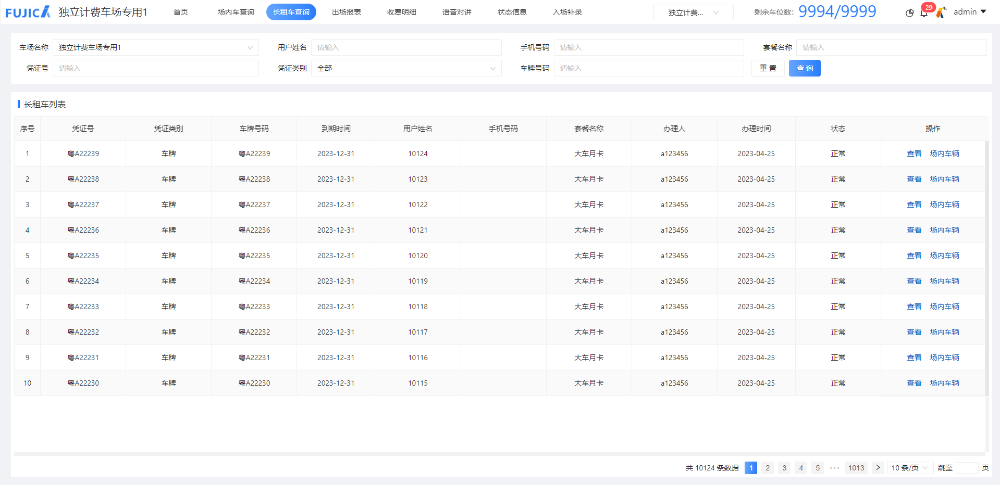 FUJICA 独立计费车场专用1 首页 场内车查询 长租车查询 出场报表 收费明细 语音对讲 状态信息 入场补录 独立计费... 剩余车位数: 9994/9999 29 admin
车场名称 独立计费车场专用1 用户姓名 请输入 手机号码 请输入 套餐名称 请输入
凭证号 请输入 凭证类别 全部 车牌号码 请输入 重置 查询
长租车列表
序号 凭证号 凭证类别 车牌号码 到期时间 用户姓名 手机号码 套餐名称 办理人 办理时间 状态 操作
1 粤A22239 车牌 粤A22239 2023-12-31 10124 大车月卡 a123456 2023-04-25 正常 查看 场内车辆
2 粤A22238 车牌 粤A22238 2023-12-31 10123 大车月卡 a123456 2023-04-25 正常 查看 场内车辆
3 粤A22237 车牌 粤A22237 2023-12-31 10122 大车月卡 a123456 2023-04-25 正常 查看 场内车辆
4 粤A22236 车牌 粤A22236 2023-12-31 10121 大车月卡 a123456 2023-04-25 正常 查看 场内车辆
5 粤A22235 车牌 粤A22235 2023-12-31 10120 大车月卡 a123456 2023-04-25 正常 查看 场内车辆
6 粤A22234 车牌 粤A22234 2023-12-31 10119 大车月卡 a123456 2023-04-25 正常 查看 场内车辆
7 粤A22233 车牌 粤A22233 2023-12-31 10118 大车月卡 a123456 2023-04-25 正常 查看 场内车辆
8 粤A22232 车牌 粤A22232 2023-12-31 10117 大车月卡 a123456 2023-04-25 正常 查看 场内车辆
9 粤A22231 车牌 粤A22231 2023-12-31 10116 大车月卡 a123456 2023-04-25 正常 查看 场内车辆
10 粤A22230 车牌 粤A22230 2023-12-31 10115 大车月卡 a123456 2023-04-25 正常 查看 场内车辆
共 10124 条数据 1 2 3 4 5 ••• 1013 > 10 条/页 跳至 页